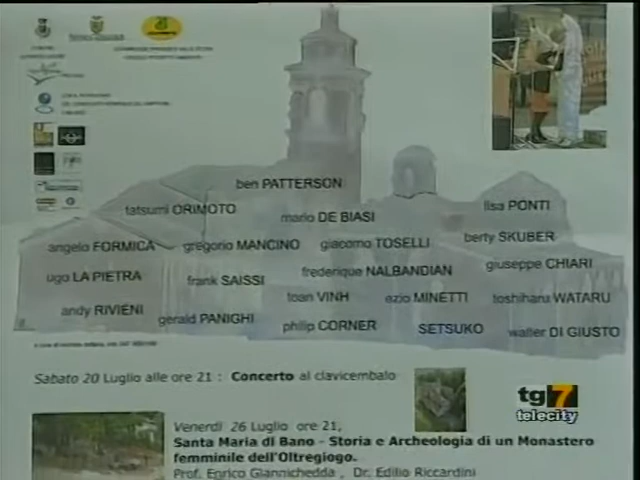 ben PATTERSON
tatsumi ORIMOTO
mario DE BIASI
ilsa PONTI
angelo FORMICA
gregorio MANCINO
giacomo TOSELLI
berty SKUBER
ugo LA PIETRA
frank SAISSI
frederique NALBANDIAN
giuseppe CHIARI
toan VINH
ezio MINETTI
toshiharu WATARU
andy RIVIENI
gerald PANIGHI
philip CORNER
SETSUKO
walter DI GIUSTO
Sabato 20 Luglio alle ore 21 : Concerto al clavicembalo
tg7
telecity
Venerdi 26 Luglio ore 21,
Santa Maria di Bano - Storia e Archeologia di un Monastero
femminile dell'Oltregiogo.
Prof. Enrico Giannichedda , Dr. Edilio Riccardini